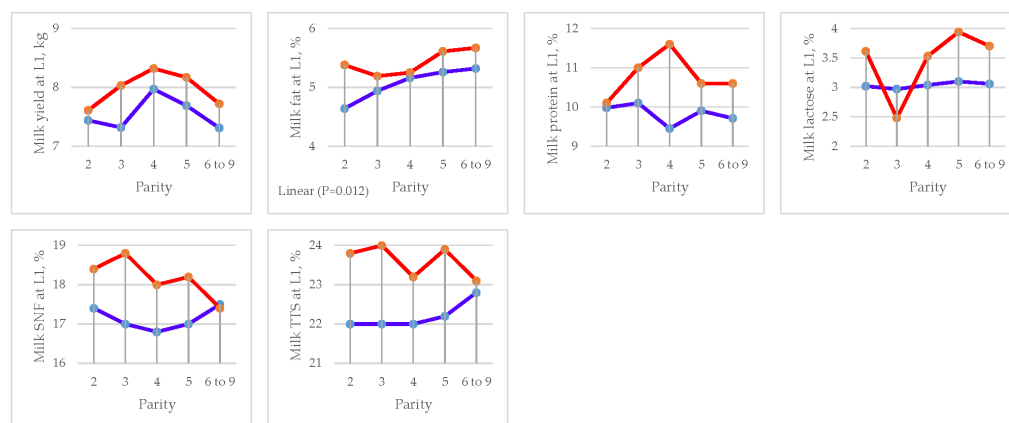 Milk yield at L1, kg
9
8
7
2 3 4 5 6 to 9
Parity
Milk fat at L1, %
6
5
4
2 3 4 5 6 to 9
Linear (P=0.012) Parity
Milk protein at L1, %
12
11
10
9
2 3 4 5 6 to 9
Parity
Milk lactose at L1, %
4
3.5
3
2.5
2
2 3 4 5 6 to 9
Parity
Milk SNF at L1, %
19
18
17
16
2 3 4 5 6 to 9
Parity
Milk TTS at L1, %
24
23
22
21
2 3 4 5 6 to 9
Parity